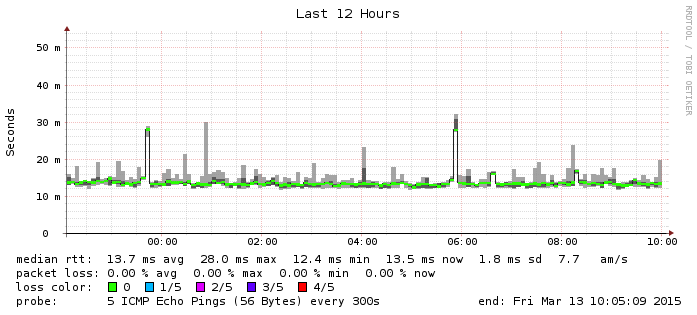 Last 12 Hours
RRDTOOL / TOBI OETIKER
Seconds
50 m
40 m
30 m
20 m
10 m
0
00:00 02:00 04:00 06:00 08:00 10:00
median rtt: 13.7 ms avg 28.0 ms max 12.4 ms min 13.5 ms now 1.8 ms sd 7.7 am/s
packet loss: 0.00 % avg 0.00 % max 0.00 % min 0.00 % now
loss color: 0 1/5 2/5 3/5 4/5
probe: 5 ICMP Echo Pings (56 Bytes) every 300s end: Fri Mar 13 10:05:09 2015